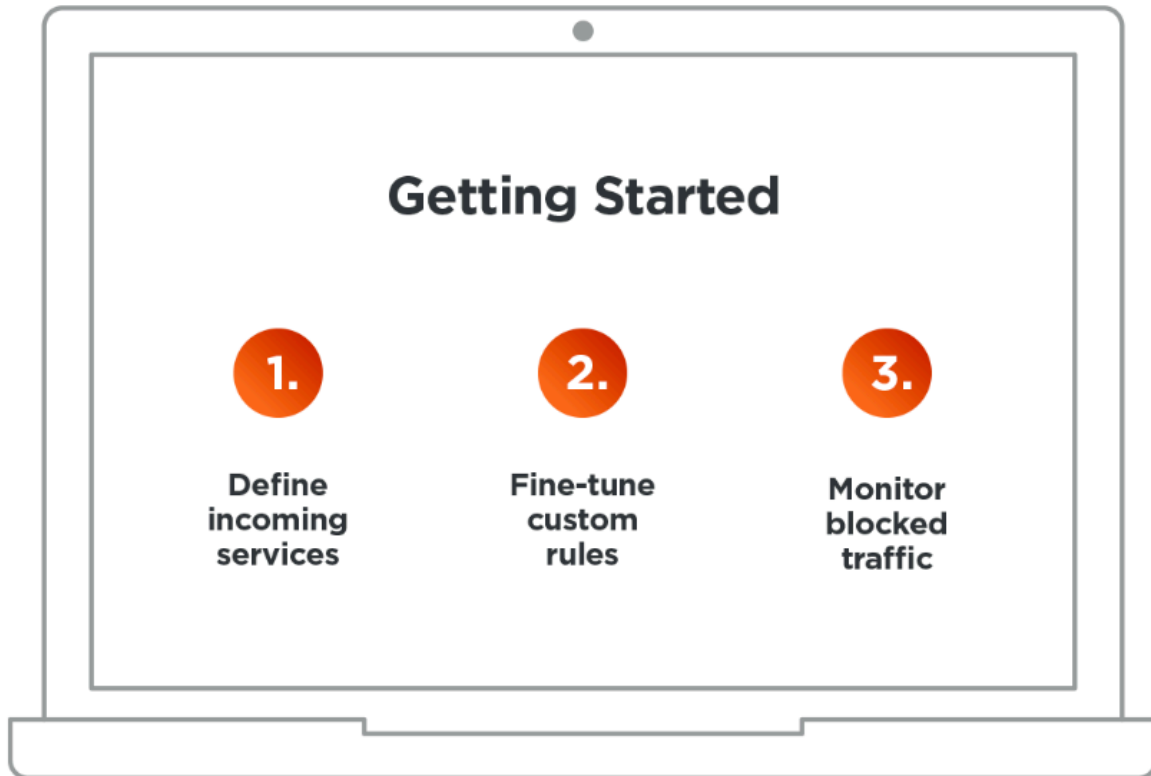 Getting Started
1.
Define
incoming
services
2.
Fine-tune
custom
rules
3.
Monitor
blocked
traffic